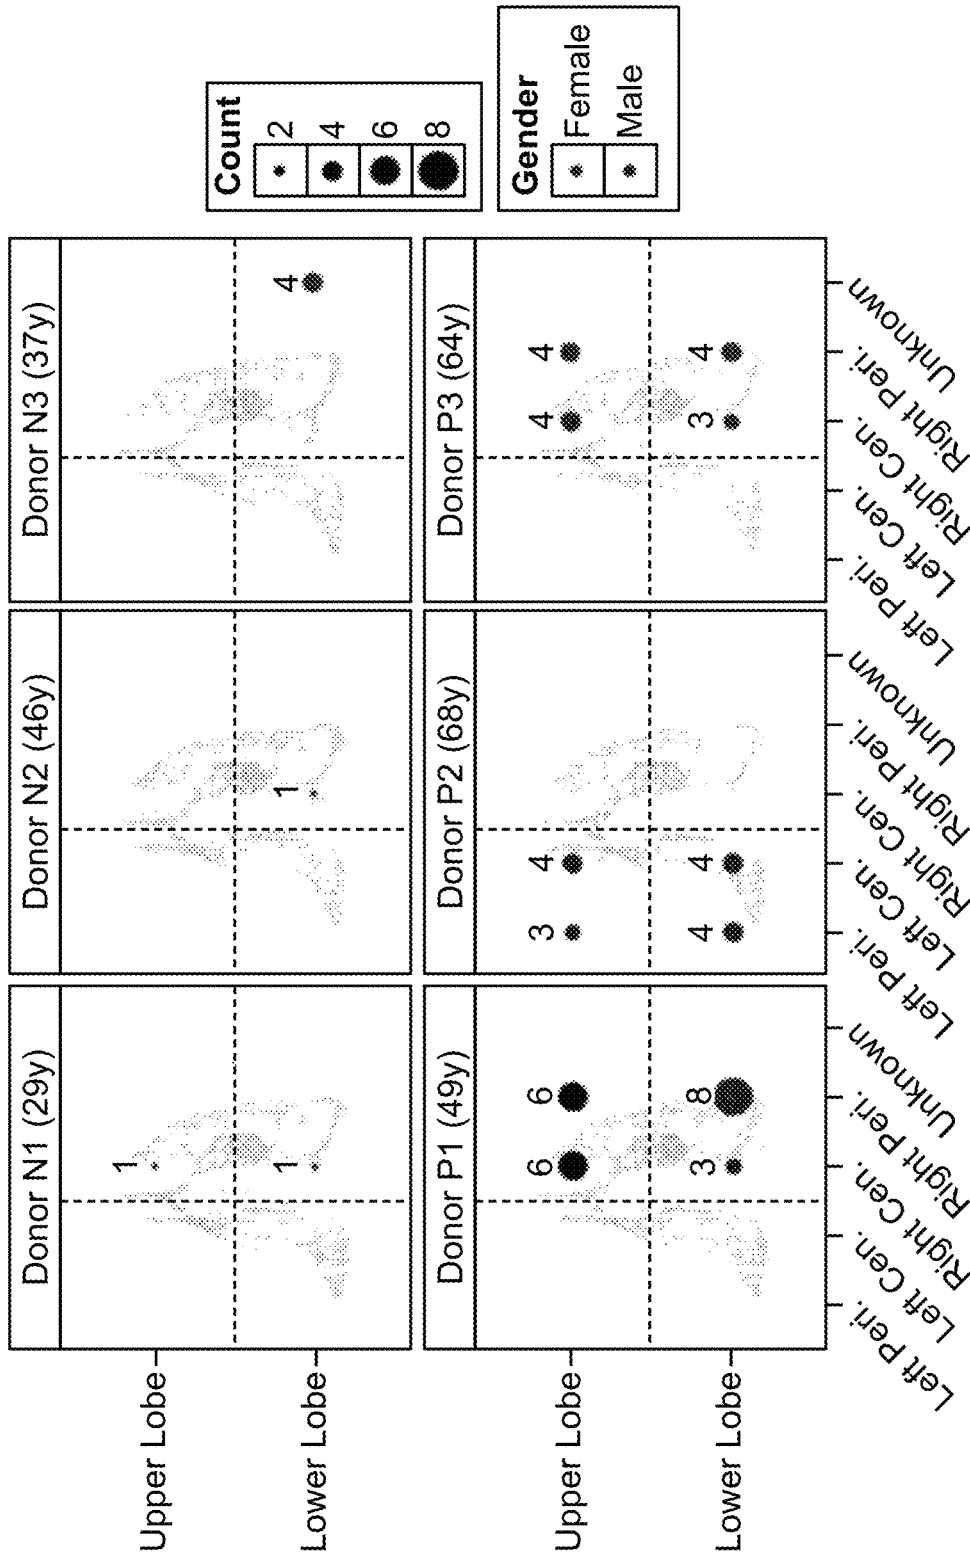 Donor N1 (29y)
Donor N2 (46y)
Donor N3 (37y)
Upper Lobe
1
Lower Lobe
1
1
4
Donor P1 (49y)
Donor P2 (68y)
Donor P3 (64y)
Upper Lobe
6
6
3
4
4
4
Lower Lobe
3
8
4
4
3
4
Left Peri.
Left Cen.
Right Cen.
Right Peri.
Unknown
Left Peri.
Left Cen.
Right Cen.
Right Peri.
Unknown
Left Peri.
Left Cen.
Right Cen.
Right Peri.
Unknown
Count
2
4
6
8
Gender
Female
Male